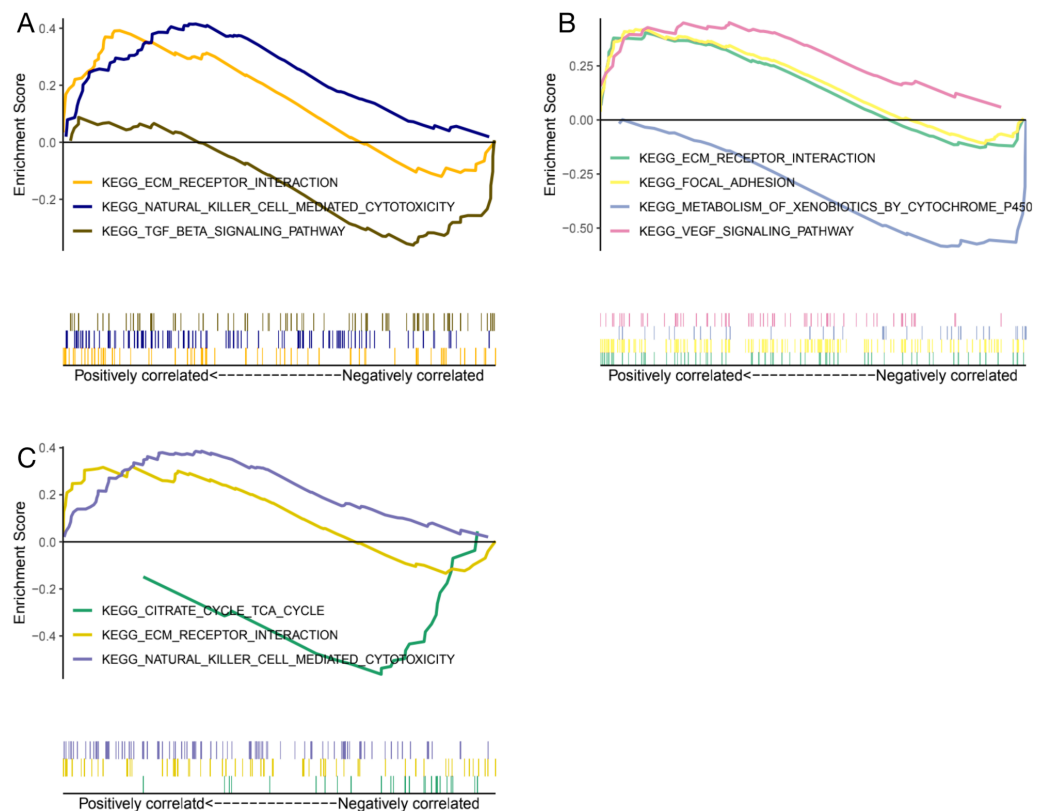 A
Enrichment Score
0.4
0.2
0.0
−0.2
KEGG_ECM_RECEPTOR_INTERACTION
KEGG_NATURAL_KILLER_CELL_MEDIATED_CYTOTOXICITY
KEGG_TGF_BETA_SIGNALING_PATHWAY
Positively correlated<------------------Negatively correlated
B
Enrichment Score
0.25
0.00
−0.25
−0.50
KEGG_ECM_RECEPTOR_INTERACTION
KEGG_FOCAL_ADHESION
KEGG_METABOLISM_OF_XENOBIOTICS_BY_CYTOCHROME_P450
KEGG_VEGF_SIGNALING_PATHWAY
Positively correlated<------------------Negatively correlated
C
Enrichment Score
0.4
0.2
0.0
−0.2
−0.4
KEGG_CITRATE_CYCLE_TCA_CYCLE
KEGG_ECM_RECEPTOR_INTERACTION
KEGG_NATURAL_KILLER_CELL_MEDIATED_CYTOTOXICITY
Positively correlatd<------------------Negatively correlated